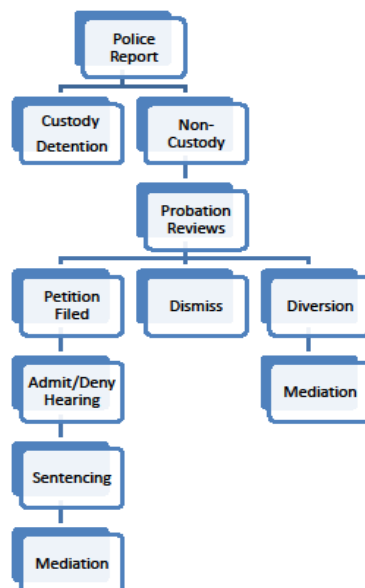 Police
Report
Custody
Detention
Non-
Custody
Probation
Reviews
Petition
Filed
Dismiss
Diversion
Admit/Deny
Hearing
Mediation
Sentencing
Mediation